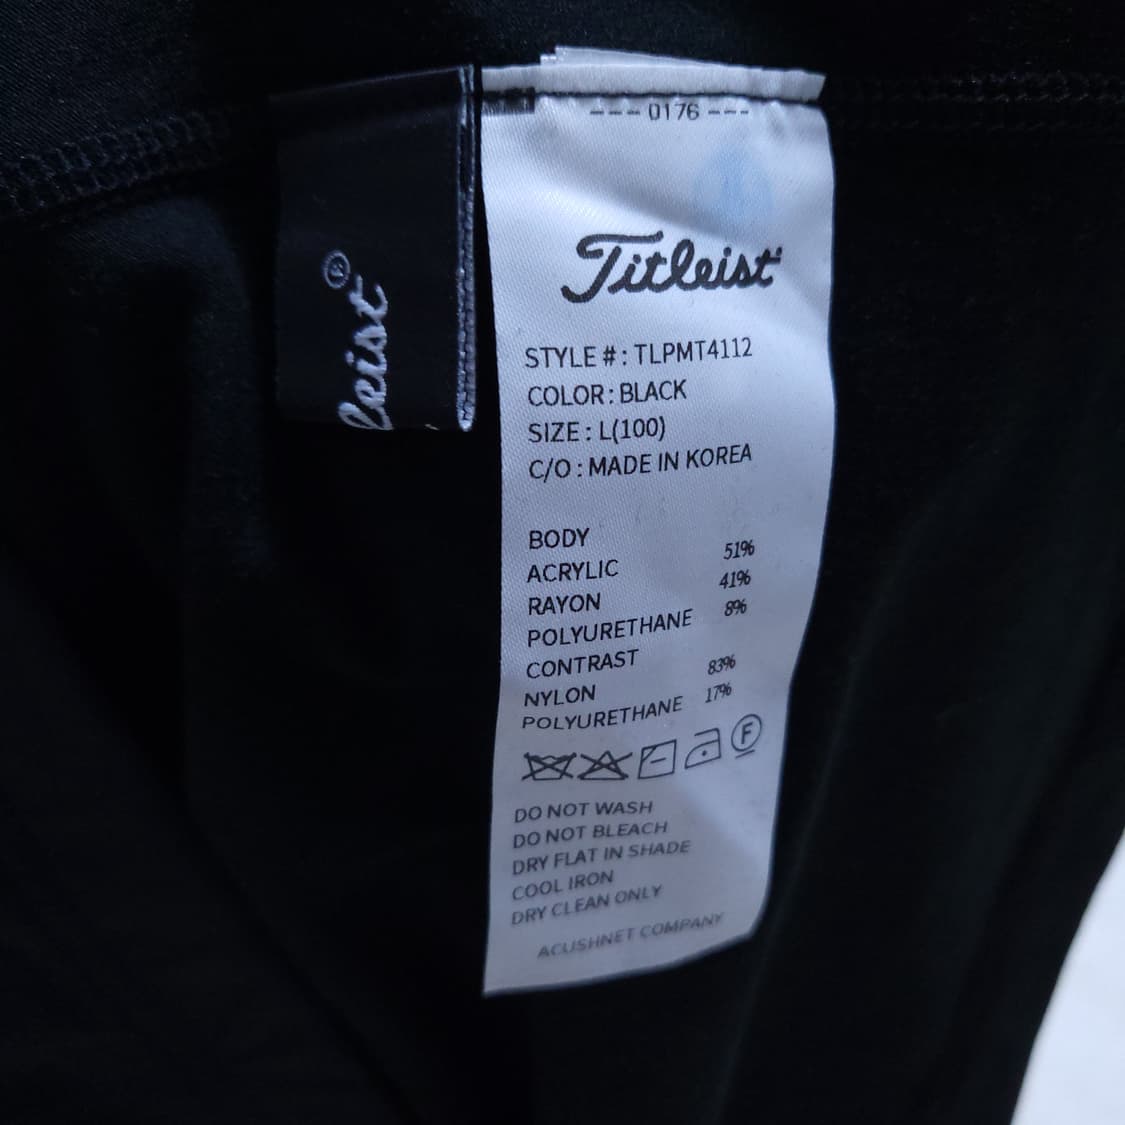 leist®
--- 0176 ---
Titleist
STYLE # : TLPMT4112
COLOR : BLACK
SIZE : L(100)
C/O : MADE IN KOREA
BODY
ACRYLIC 51%
RAYON 41%
POLYURETHANE 8%
CONTRAST
NYLON 83%
POLYURETHANE 17%
F
DO NOT WASH
DO NOT BLEACH
DRY FLAT IN SHADE
COOL IRON
DRY CLEAN ONLY
ACUSHNET COMPANY